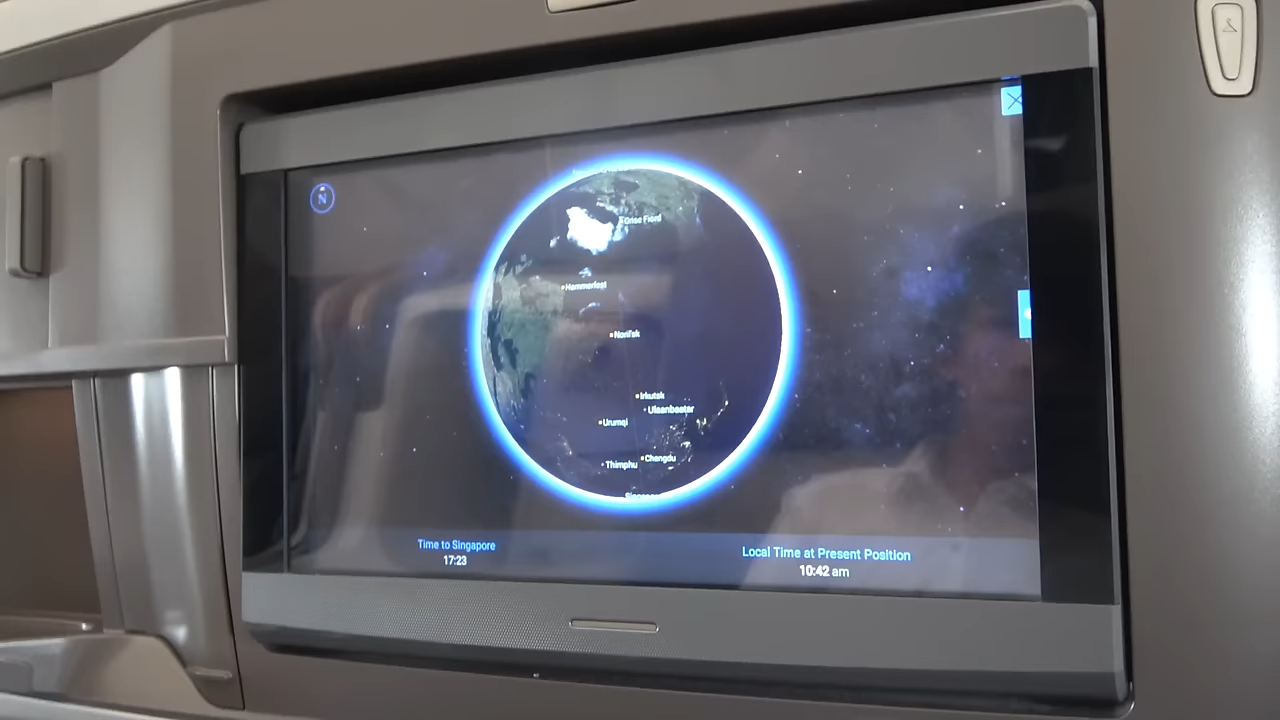 N
Grise Fiord
Hammerfest
Noril'sk
Irkutsk
Ulaanbaatar
Urumqi
Chengdu
Thimphu
Singapore
Time to Singapore
17:23
Local Time at Present Position
10:42 am